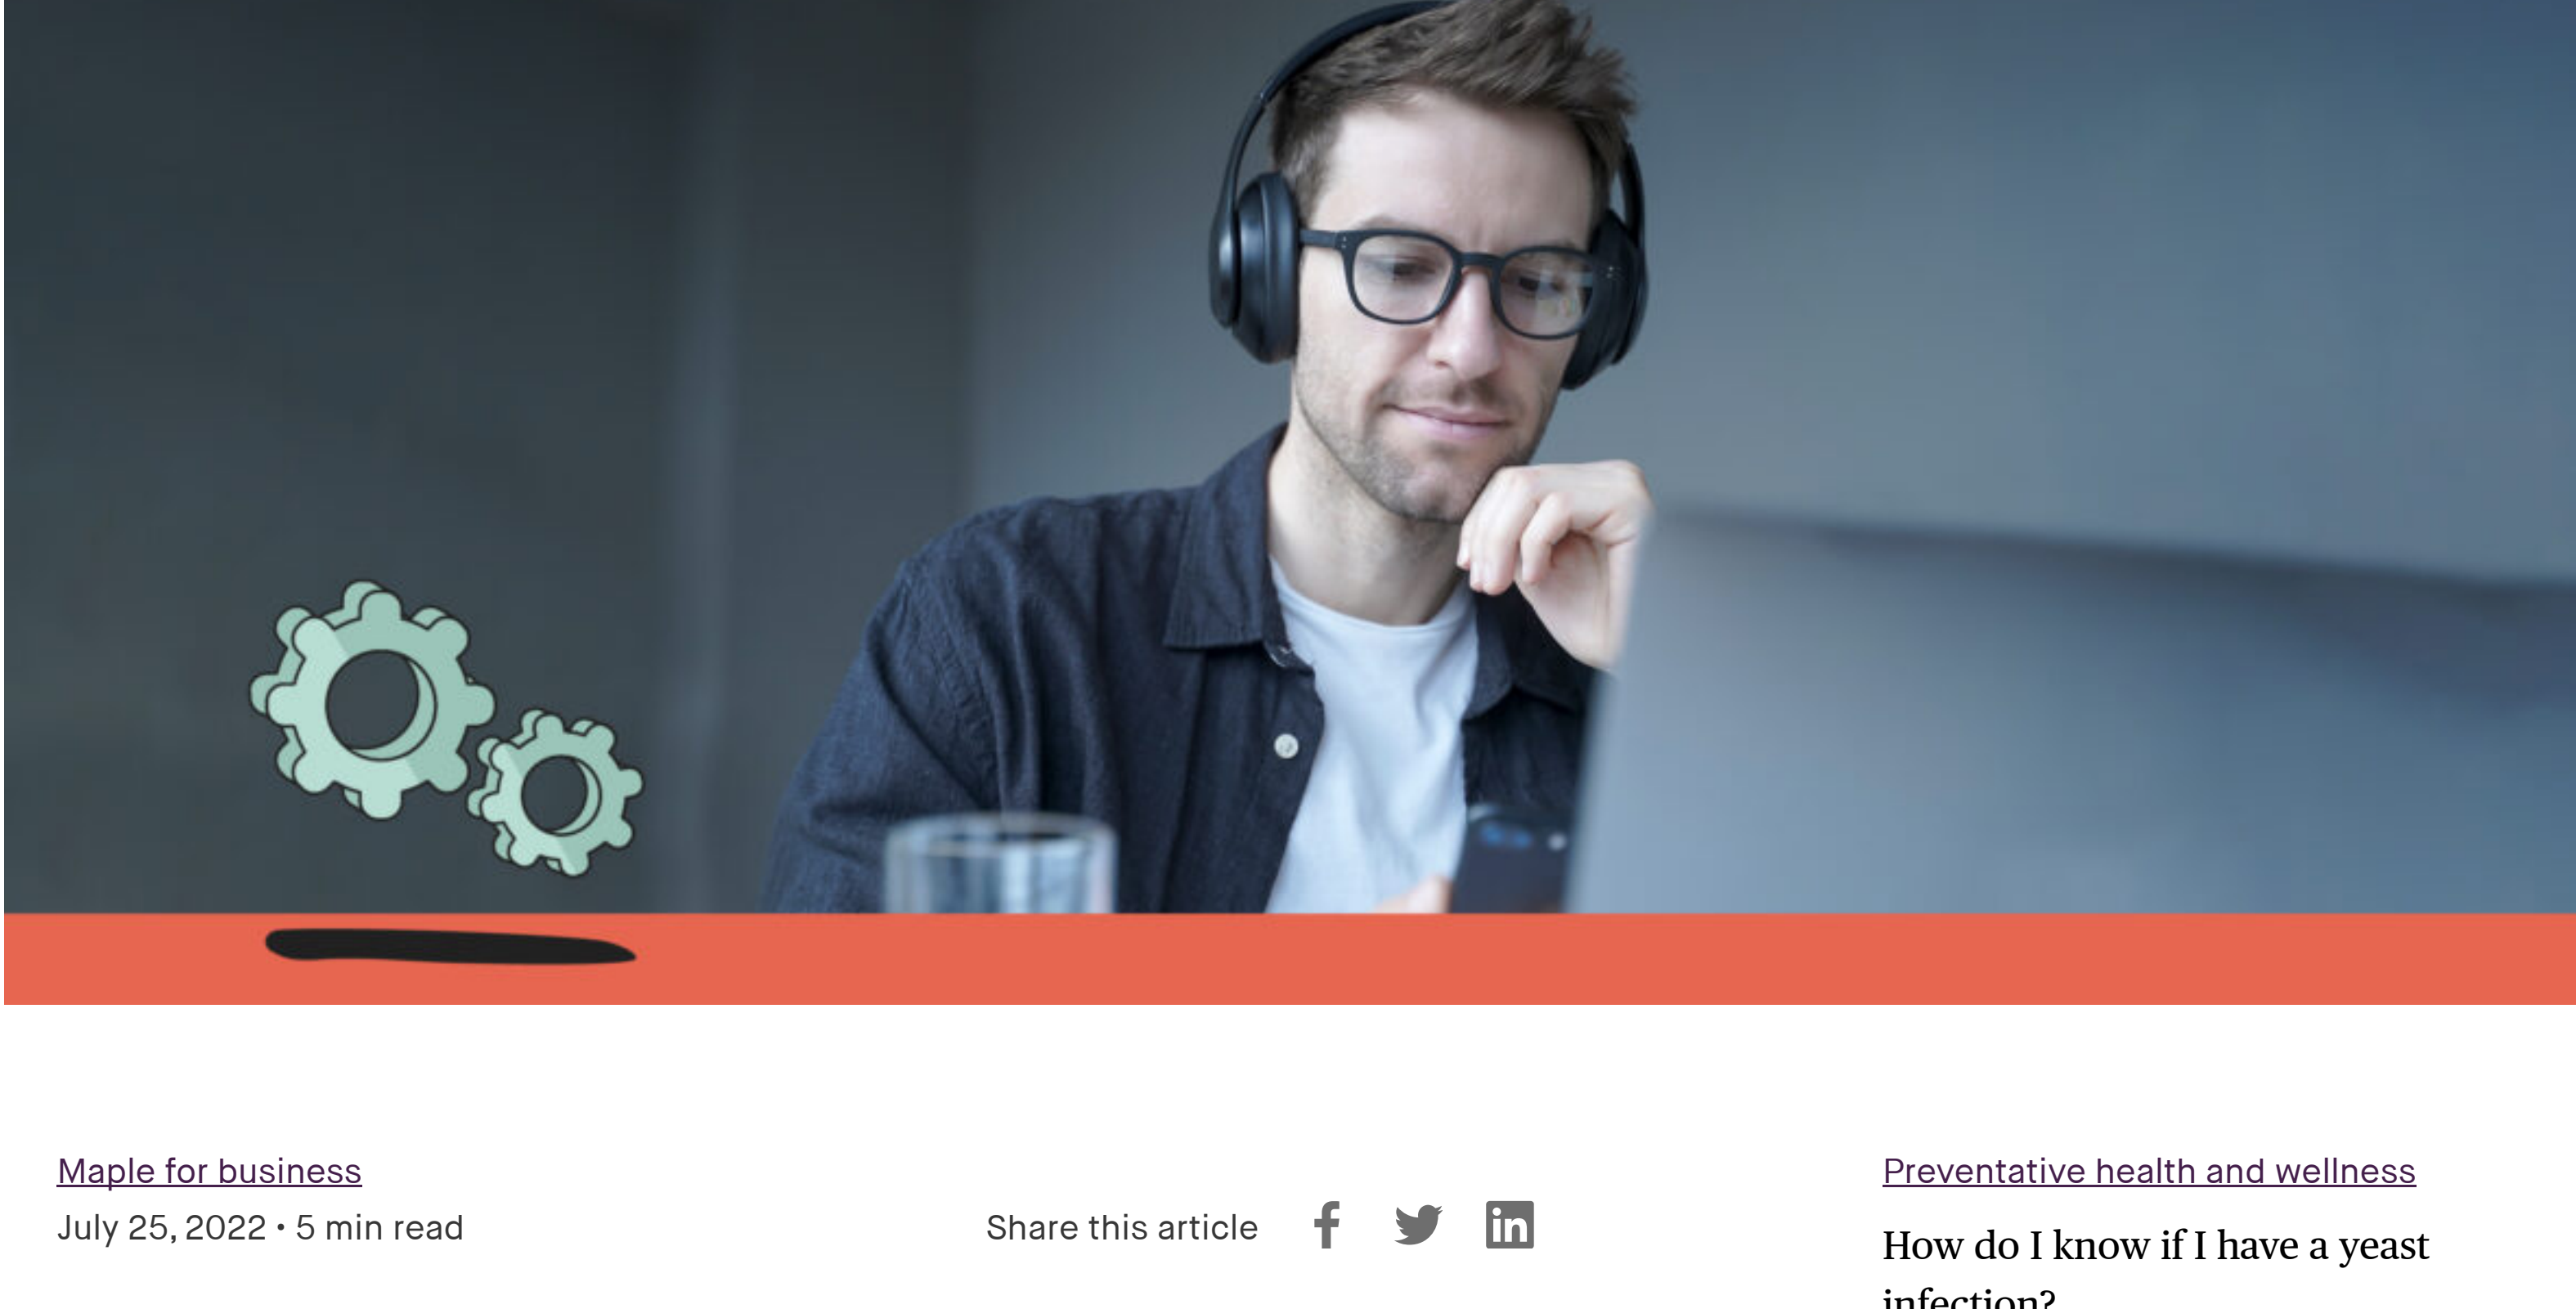 Maple for business
July 25, 2022 • 5 min read
Share this article
Preventative health and wellness
How do I know if I have a yeast
infection?